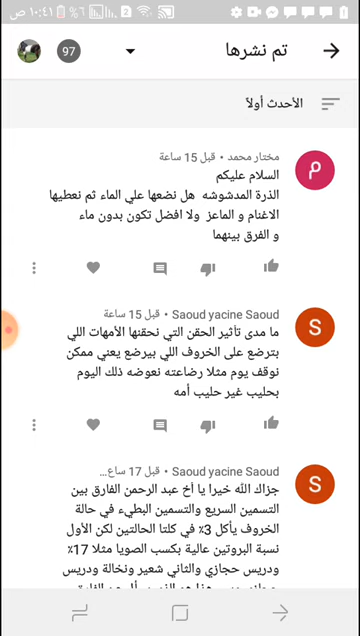 ١٠:٤١ ص
٦%
2
تم نشرها
97
الأحدث أولاً
مختار محمد • قبل 15 ساعة
السلام عليكم
الذرة المدشوشه هل نضعها علي الماء ثم نعطيها
الاغنام و الماعز ولا افضل تكون بدون ماء
و الفرق بينهما
م
Saoud yacine Saoud • قبل 15 ساعة
ما مدى تأثير الحقن التي نحقنها الأمهات اللي
بترضع على الخروف اللي بيرضع يعني ممكن
نوقف يوم مثلا رضاعته نعوضه ذلك اليوم
بحليب غير حليب أمه
S
Saoud yacine Saoud • قبل 17 ساع...
جزاك الله خيرا يا أخ عبد الرحمن الفارق بين
التسمين السريع والتسمين البطيء في حالة
الخروف يأكل 3٪ في كلتا الحالتين لكن الأول
نسبة البروتين عالية بكسب الصويا مثلا 17٪
ودريس حجازي والثاني شعير ونخالة ودريس
S